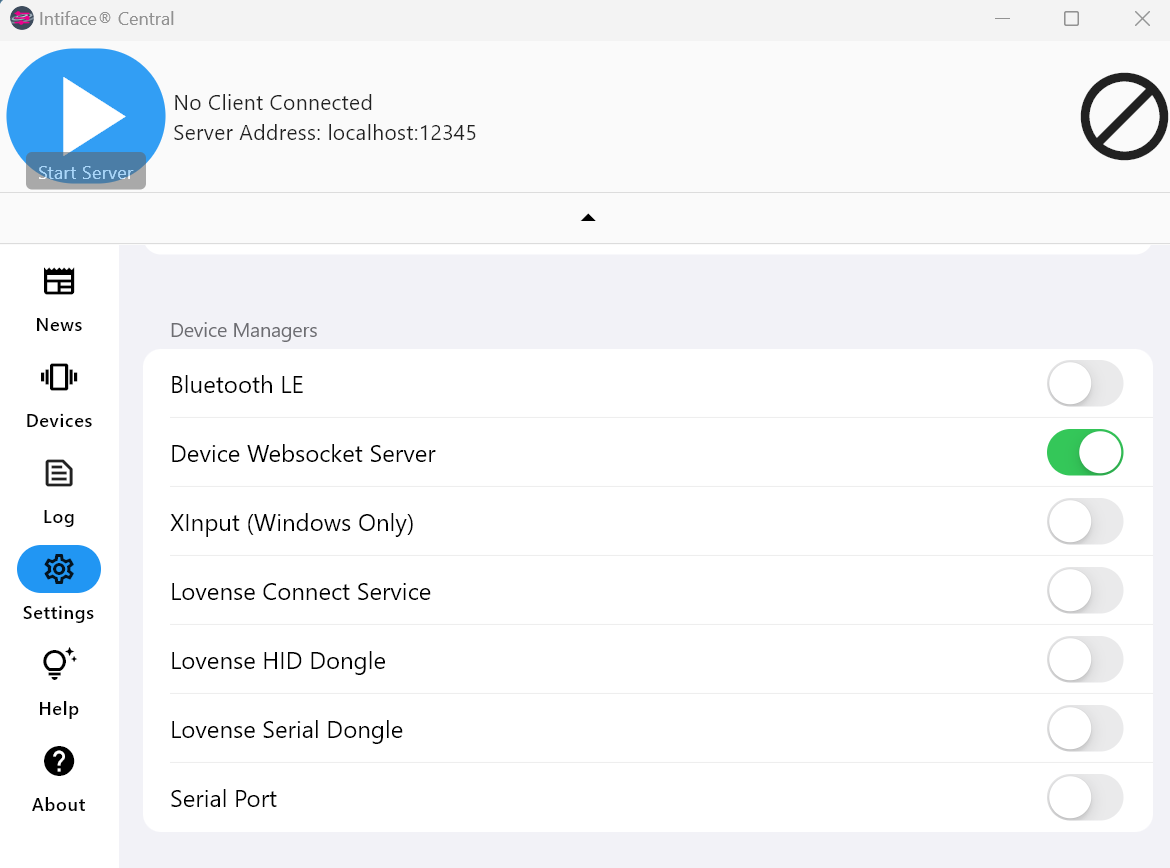 Intiface® Central
No Client Connected
Server Address: localhost:12345
Start Server
News
Devices
Log
Settings
Help
About
Device Managers
Bluetooth LE
Device Websocket Server
XInput (Windows Only)
Lovense Connect Service
Lovense HID Dongle
Lovense Serial Dongle
Serial Port